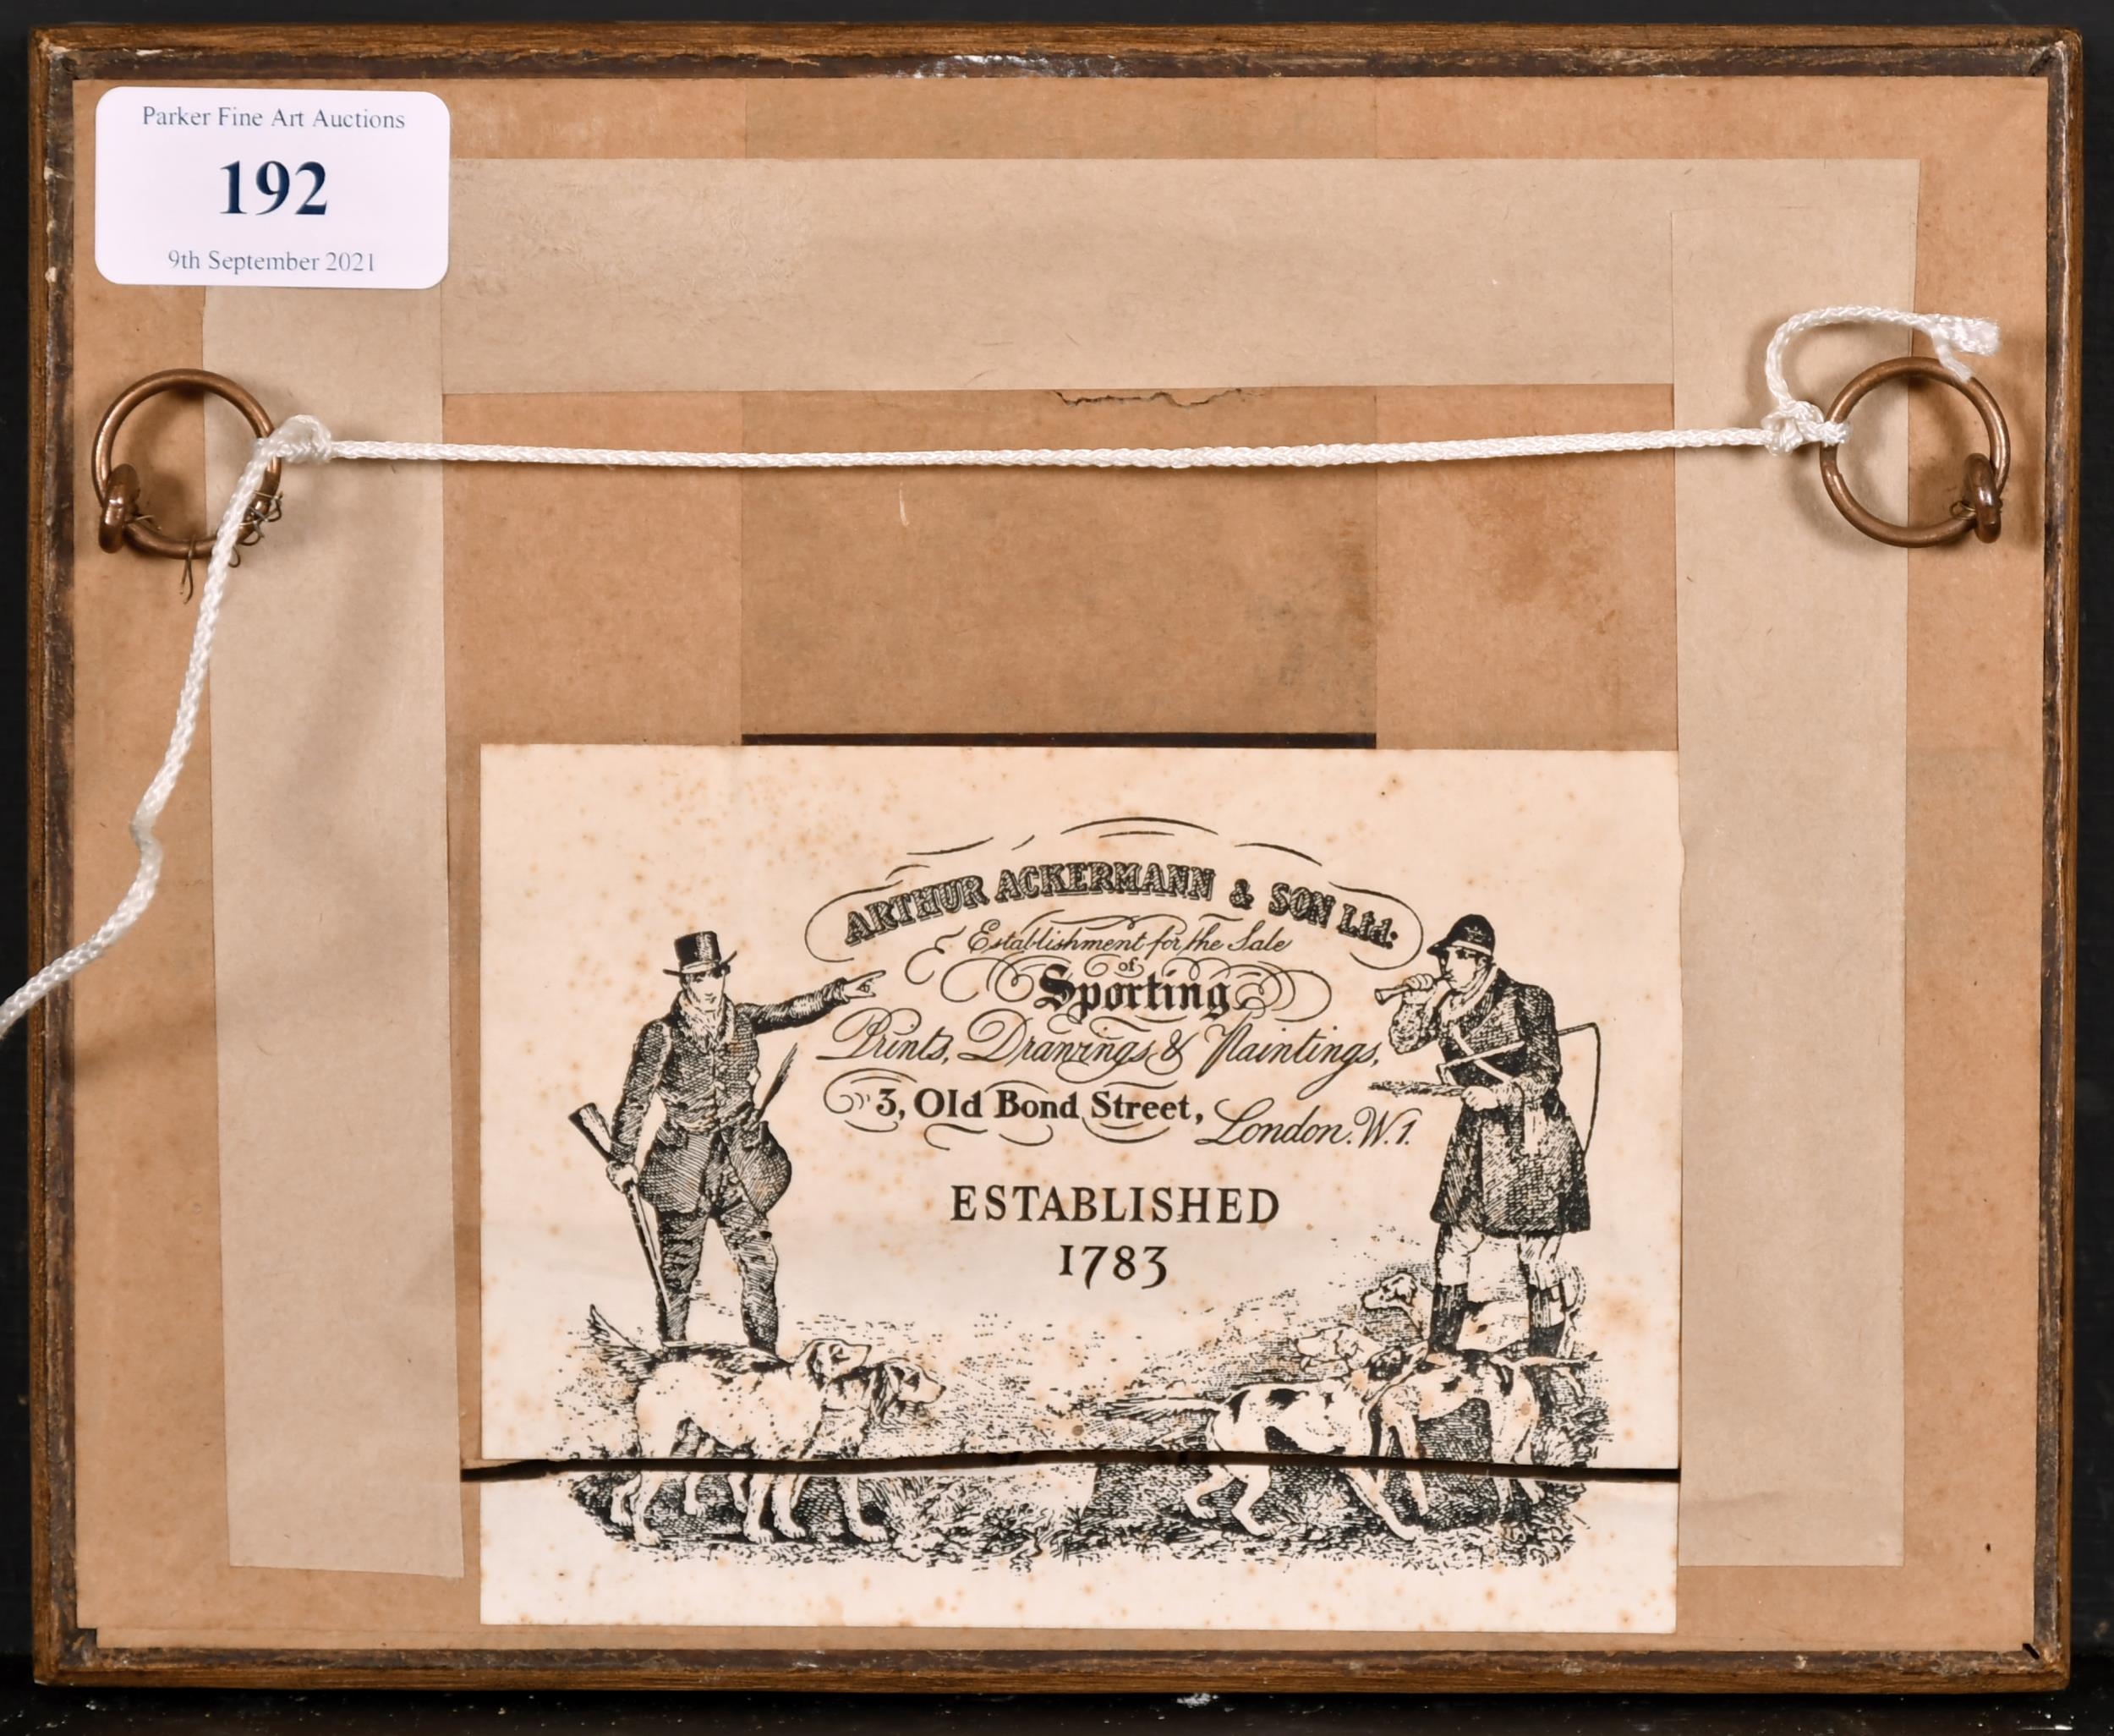 Parker Fine Art Auctions
192
9th September 2021
ARTHUR ACKERMANN & SON Ltd:
Establishment for the Sale
of
Sporting
Prints, Drawings & Paintings,
3, Old Bond Street, London. W.1.
ESTABLISHED
1783